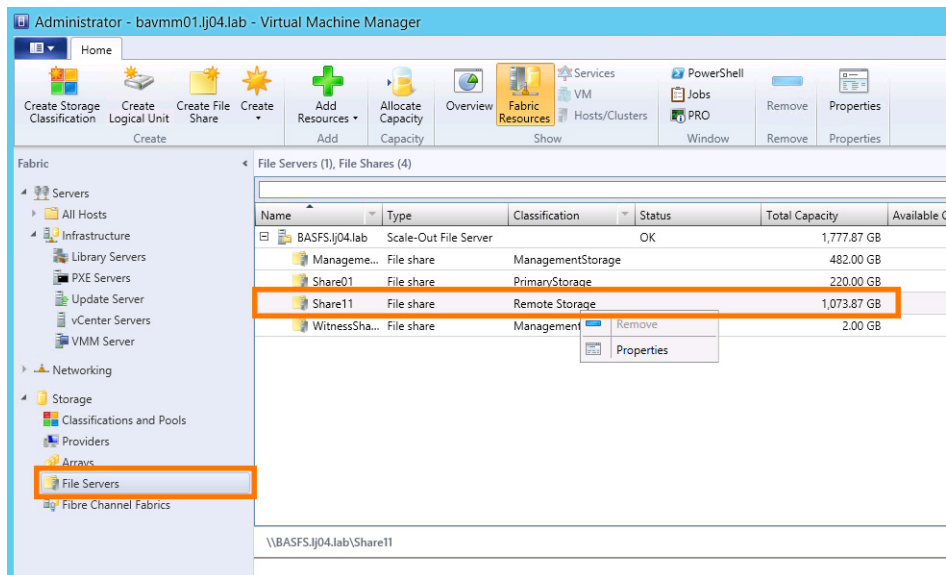 Administrator - bavmm01.lj04.lab - Virtual Machine Manager
Home
Create Storage Classification
Create Logical Unit
Create File Share
Create
Add Resources
Allocate Capacity
Overview
Fabric Resources
Services
VM
Hosts/Clusters
PowerShell
Jobs
PRO
Remove
Properties
Create
Add
Capacity
Show
Window
Remove
Properties
Fabric
Servers
All Hosts
Infrastructure
Library Servers
PXE Servers
Update Server
vCenter Servers
VMM Server
Networking
Storage
Classifications and Pools
Providers
Arrays
File Servers
Fibre Channel Fabrics
File Servers (1), File Shares (4)
Name Type Classification Status Total Capacity Available C
BASFS.lj04.lab Scale-Out File Server OK 1,777.87 GB
Manageme... File share ManagementStorage 482.00 GB
Share01 File share PrimaryStorage 220.00 GB
Share11 File share Remote Storage 1,073.87 GB
WitnessSha... File share Management 2.00 GB
Remove
Properties
\\BASFS.lj04.lab\Share11